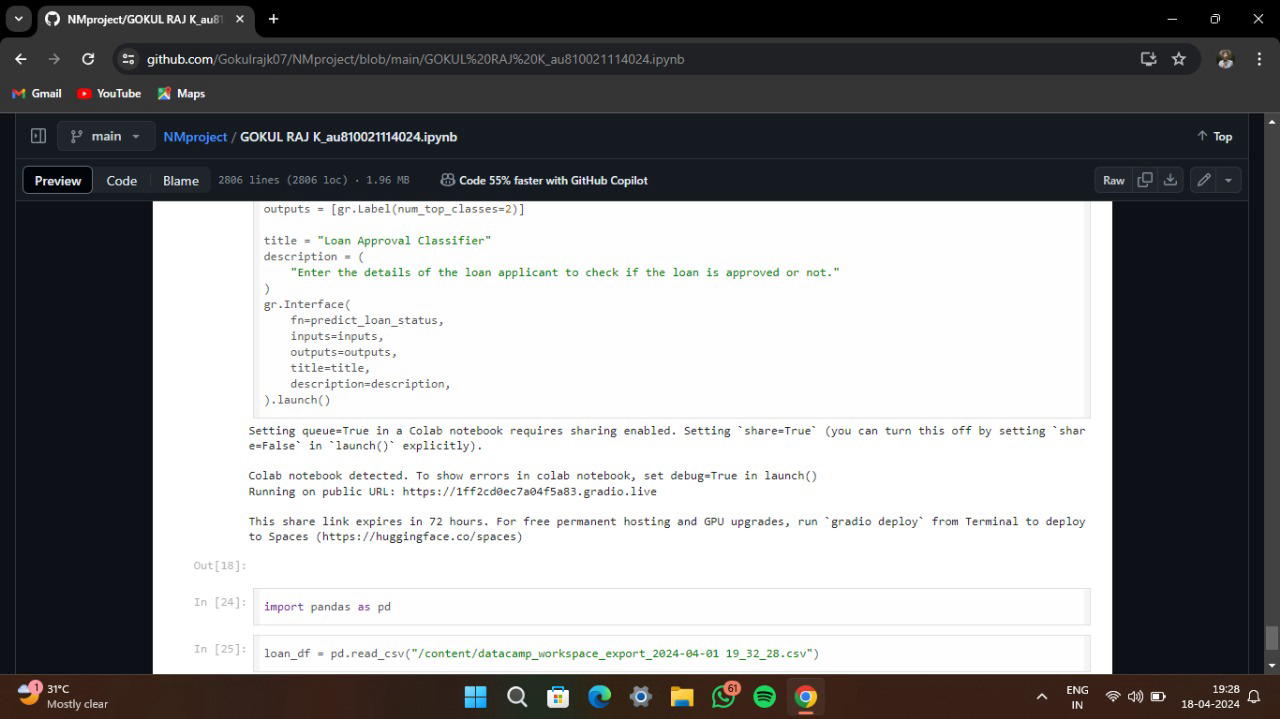 NMproject/GOKUL RAJ K_au81
github.com/Gokulrajk07/NMproject/blob/main/GOKUL%20RAJ%20K_au810021114024.ipynb
Gmail YouTube Maps
main NMproject / GOKUL RAJ K_au810021114024.ipynb Top
Preview Code Blame 2806 lines (2806 loc) · 1.96 MB Code 55% faster with GitHub Copilot Raw
outputs = [gr.Label(num_top_classes=2)]
title = "Loan Approval Classifier"
description = (
"Enter the details of the loan applicant to check if the loan is approved or not."
)
gr.Interface(
fn=predict_loan_status,
inputs=inputs,
outputs=outputs,
title=title,
description=description,
).launch()
Setting queue=True in a Colab notebook requires sharing enabled. Setting `share=True` (you can turn this off by setting `shar
e=False` in `launch()` explicitly).
Colab notebook detected. To show errors in colab notebook, set debug=True in launch()
Running on public URL: https://1ff2cd0ec7a04f5a83.gradio.live
This share link expires in 72 hours. For free permanent hosting and GPU upgrades, run `gradio deploy` from Terminal to deploy
to Spaces (https://huggingface.co/spaces)
Out[18]:
In [24]: import pandas as pd
In [25]: loan_df = pd.read_csv("/content/datacamp_workspace_export_2024-04-01 19_32_28.csv")
1 31°C 61 ENG 19:28
Mostly clear IN 18-04-2024